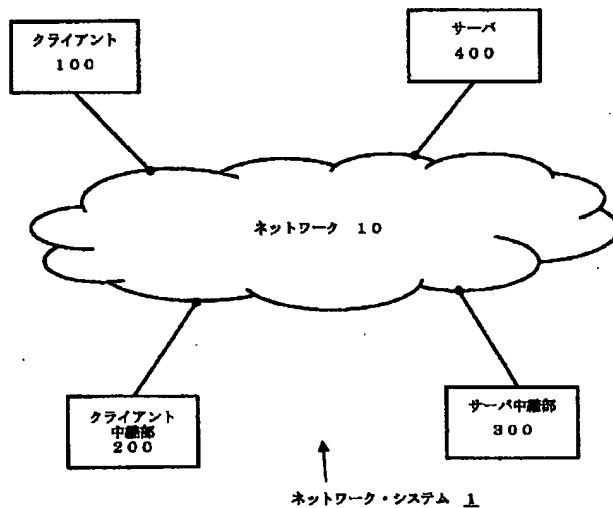 クライアント
100
サーバ
400
ネットワーク 10
クライアント
中継部
200
サーバ中継部
300
ネットワーク・システム 1